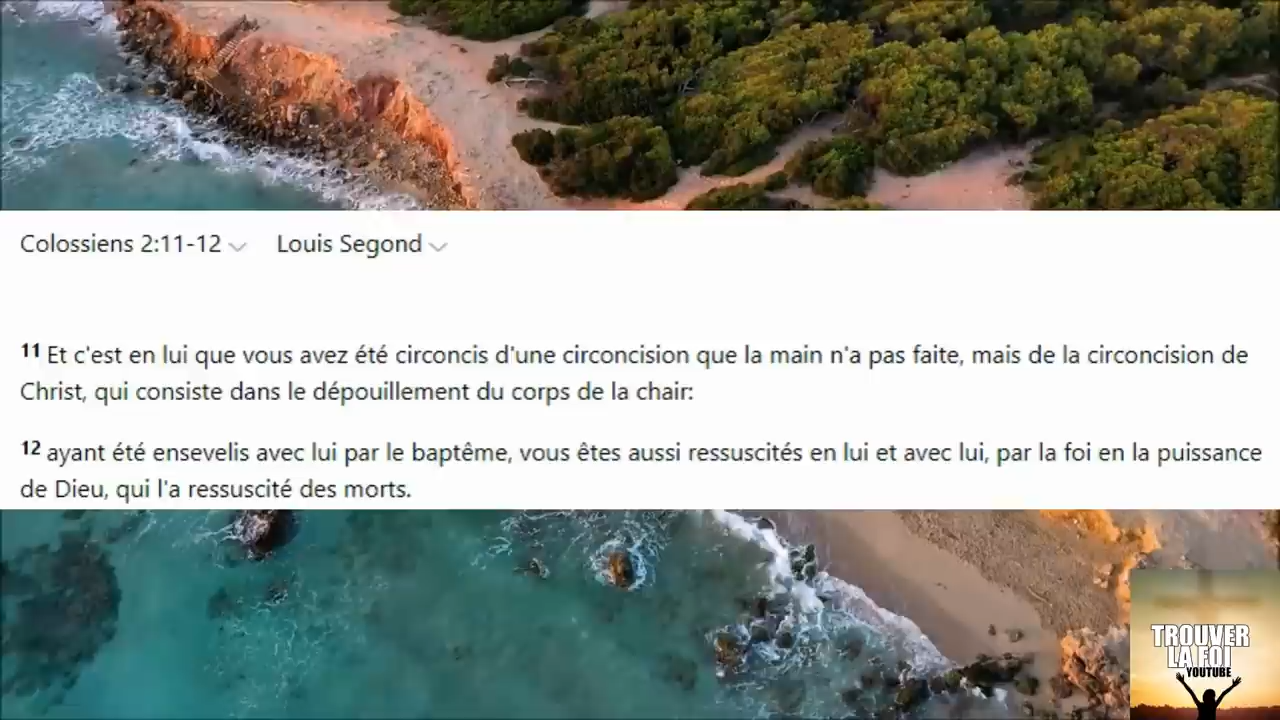 Colossiens 2:11-12 Louis Segond
11 Et c'est en lui que vous avez été circoncis d'une circoncision que la main n'a pas faite, mais de la circoncision de
Christ, qui consiste dans le dépouillement du corps de la chair:
12 ayant été ensevelis avec lui par le baptême, vous êtes aussi ressuscités en lui et avec lui, par la foi en la puissance
de Dieu, qui l'a ressuscité des morts.
TROUVER
LA FOI
YOUTUBE